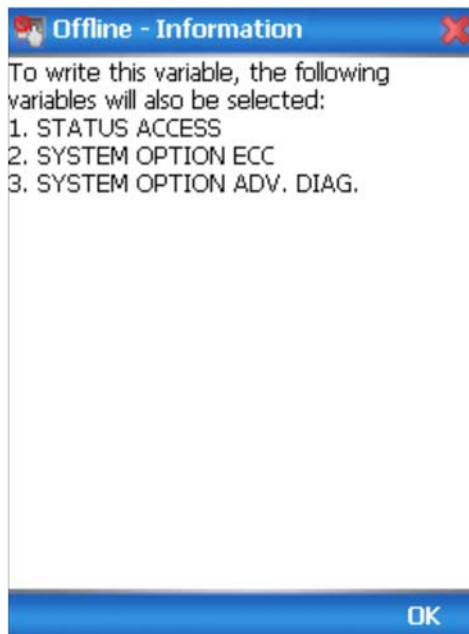 Offline - Information
To write this variable, the following
variables will also be selected:
1. STATUS ACCESS
2. SYSTEM OPTION ECC
3. SYSTEM OPTION ADV. DIAG.
OK